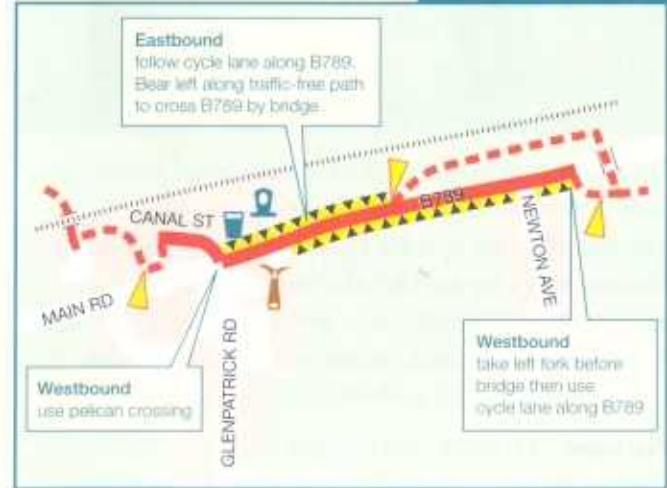 Eastbound
follow cycle lane along B789.
Bear left along traffic-free path
to cross B789 by bridge
CANAL ST
B789
NEWTON AVE
MAIN RD
GLENPATRICK RD
Westbound
use pelican crossing
Westbound
take left fork before
bridge then use
cycle lane along B789